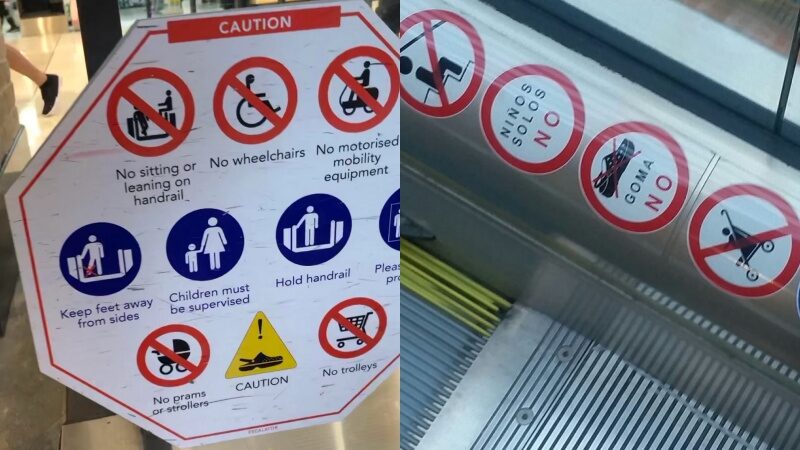 CAUTION
No sitting or
leaning on
handrail
No wheelchairs
No motorised
mobility
equipment
Keep feet away
from sides
Children must
be supervised
Hold handrail
No prams
or strollers
CAUTION
No trolleys
ESCALATOR
NIÑOS
SOLOS
NO
GOMA
NO